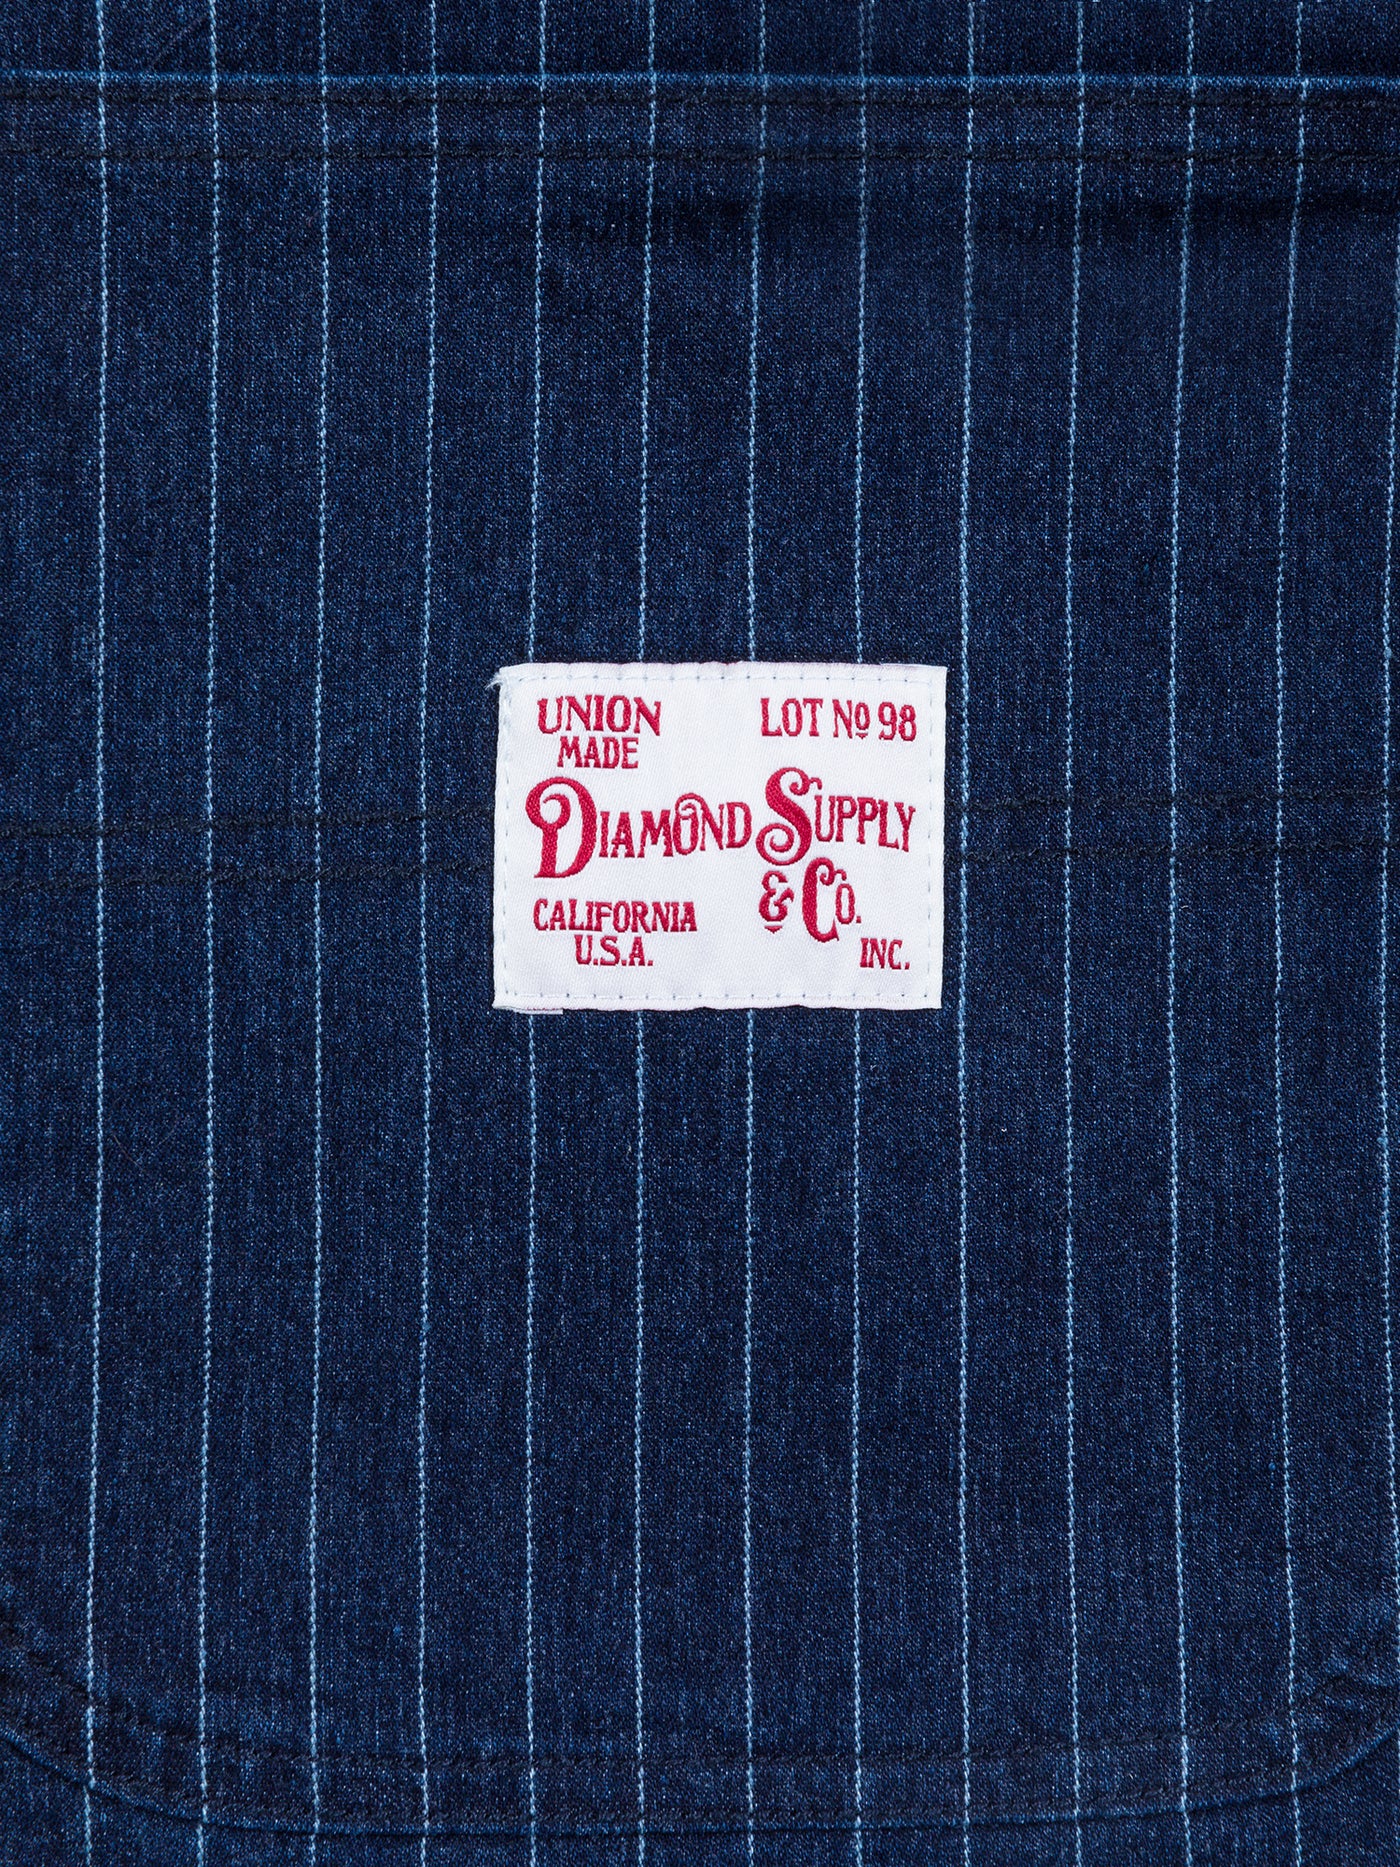 UNION
MADE
LOT No 98
DIAMOND SUPPLY
& CO.
INC.
CALIFORNIA
U.S.A.